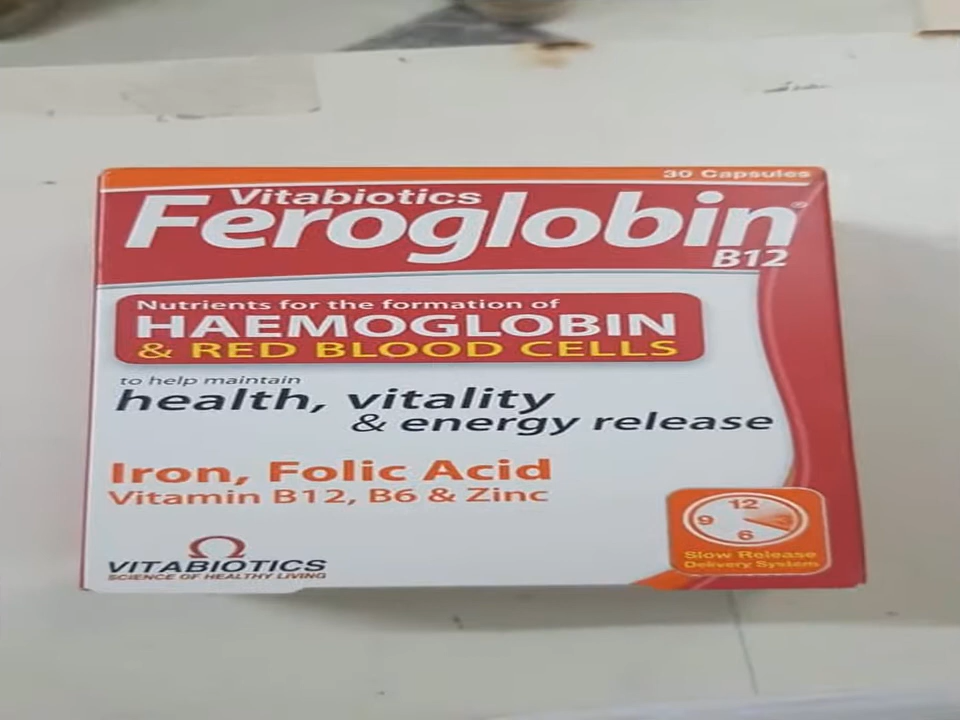 30 Capsules
Vitabiotics
Feroglobin®
B12
Nutrients for the formation of
HAEMOGLOBIN
& RED BLOOD CELLS
to help maintain
health, vitality
& energy release
Iron, Folic Acid
Vitamin B12, B6 & Zinc
12
9
6
Slow Release
Delivery System
VITABIOTICS
SCIENCE OF HEALTHY LIVING